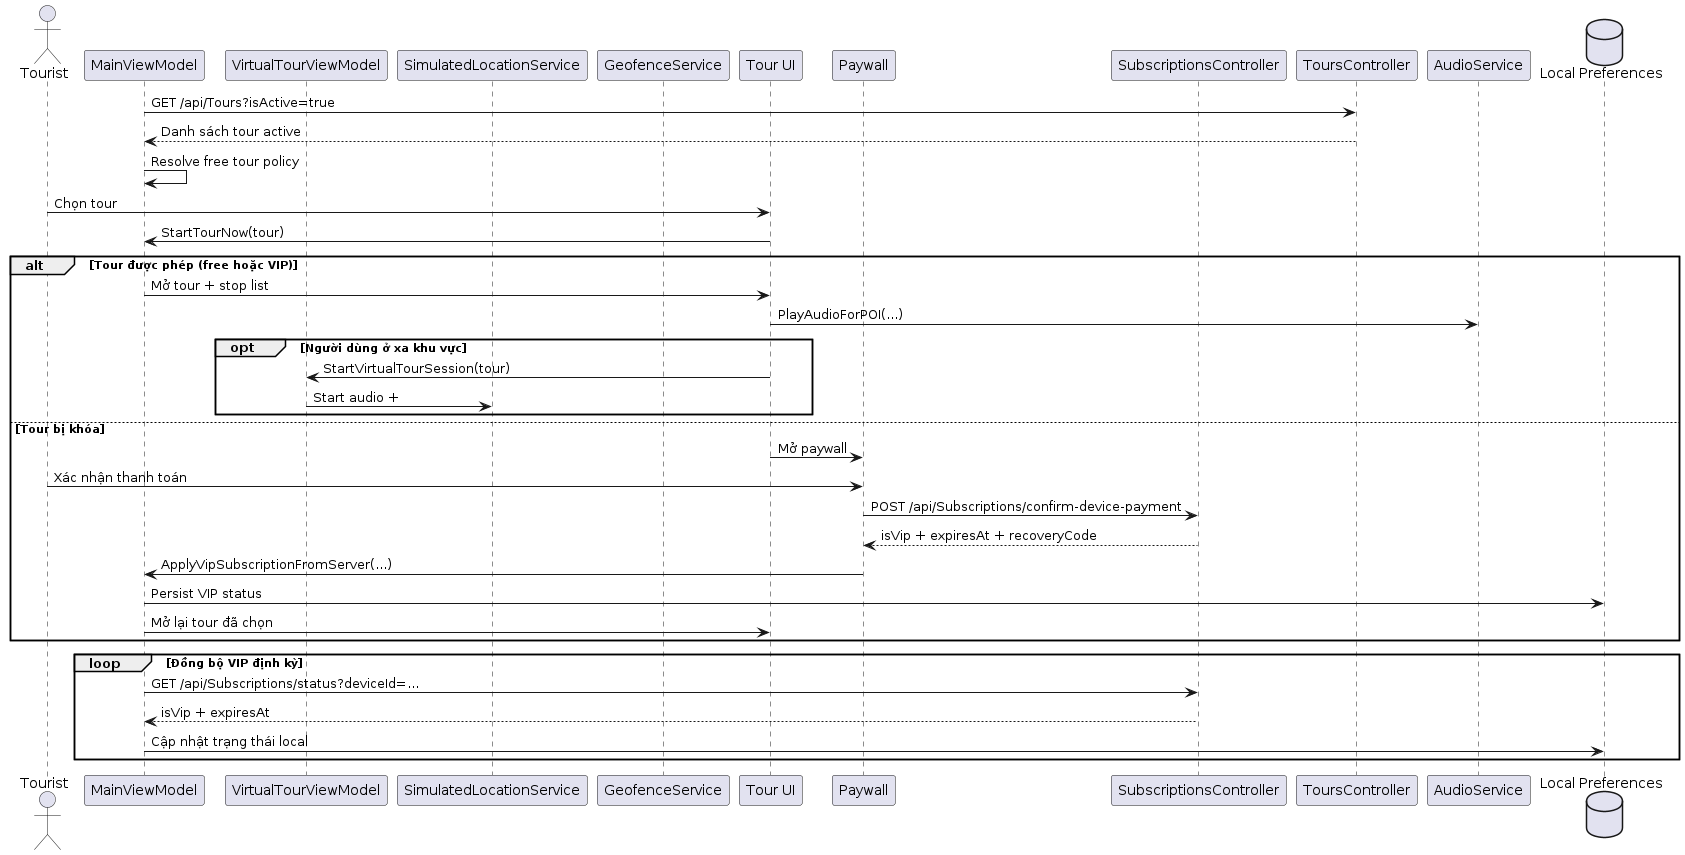 Tourist
MainViewModel
VirtualTourViewModel
SimulatedLocationService
GeofenceService
Tour UI
Paywall
SubscriptionsController
ToursController
AudioService
Local Preferences
GET /api/Tours?isActive=true
Danh sách tour active
Resolve free tour policy
Chọn tour
StartTourNow(tour)
alt [Tour được phép (free hoặc VIP)]
Mở tour + stop list
PlayAudioForPOI(...)
opt [Người dùng ở xa khu vực]
StartVirtualTourSession(tour)
Start audio +
[Tour bị khóa]
Mở paywall
Xác nhận thanh toán
POST /api/Subscriptions/confirm-device-payment
isVip + expiresAt + recoveryCode
ApplyVipSubscriptionFromServer(...)
Persist VIP status
Mở lại tour đã chọn
loop [Đồng bộ VIP định kỳ]
GET /api/Subscriptions/status?deviceId=...
isVip + expiresAt
Cập nhật trạng thái local
Tourist
MainViewModel
VirtualTourViewModel
SimulatedLocationService
GeofenceService
Tour UI
Paywall
SubscriptionsController
ToursController
AudioService
Local Preferences